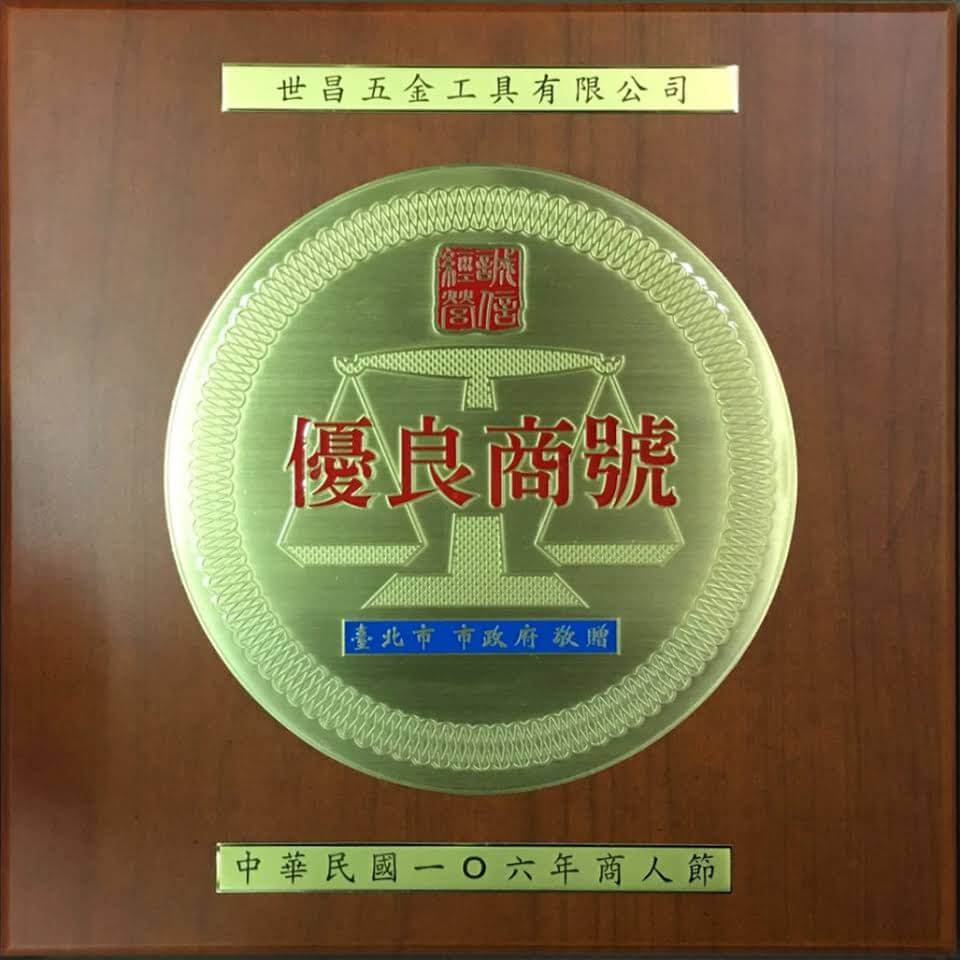 世昌五金工具有限公司
誠信
經營
優良商號
臺北市 市政府 敬贈
中華民國一〇六年商人節